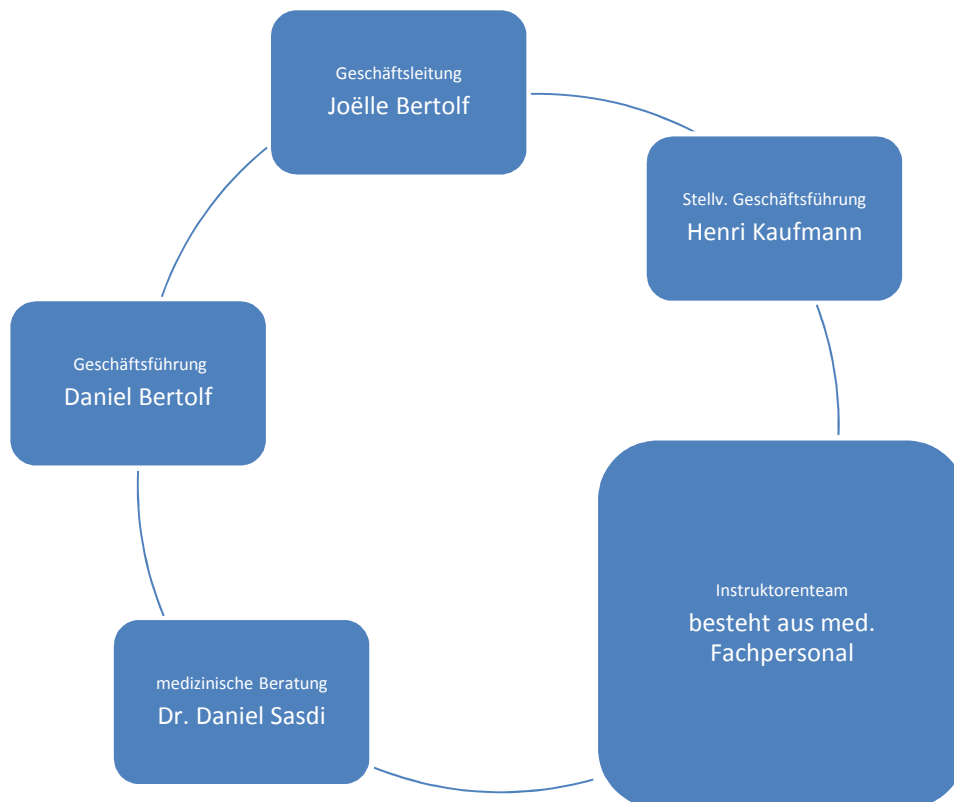 Geschäftsleitung
Joëlle Bertolf
Stellv. Geschäftsführung
Henri Kaufmann
Instruktorenteam
besteht aus med.
Fachpersonal
medizinische Beratung
Dr. Daniel Sasdi
Geschäftsführung
Daniel Bertolf